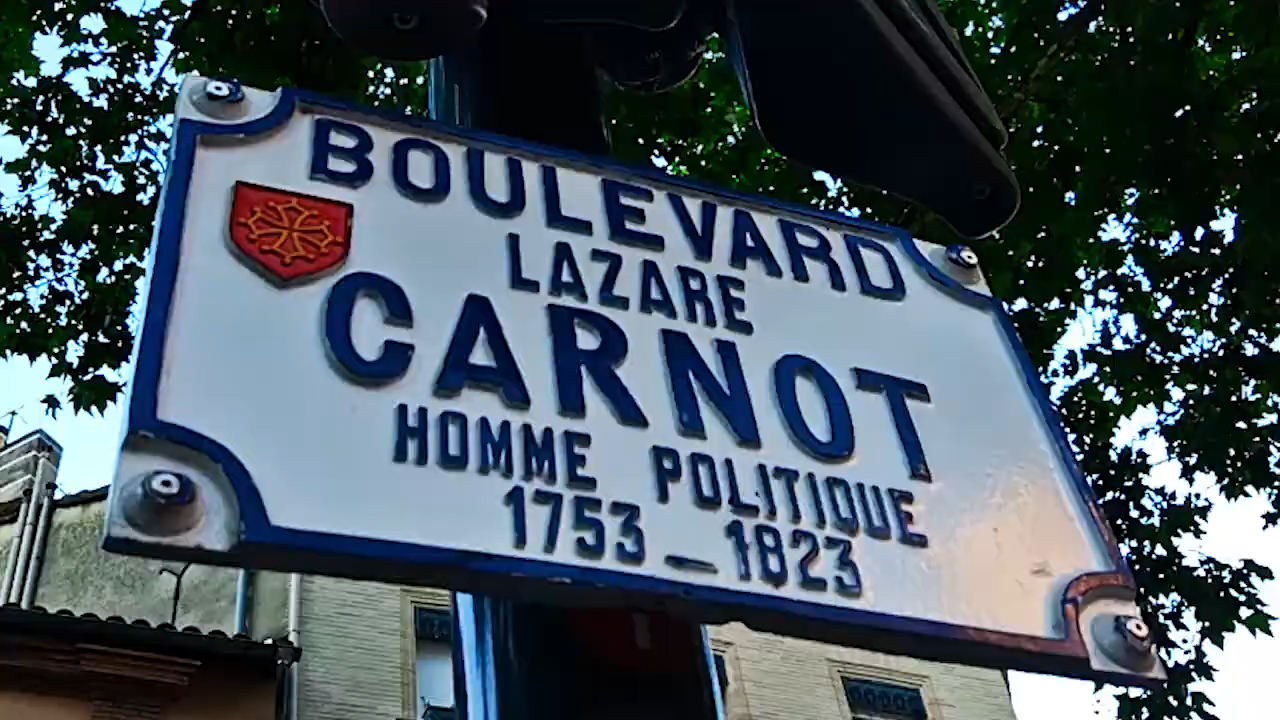 BOULEVARD
LAZARE
CARNOT
HOMME POLITIQUE
1753 _ 1823